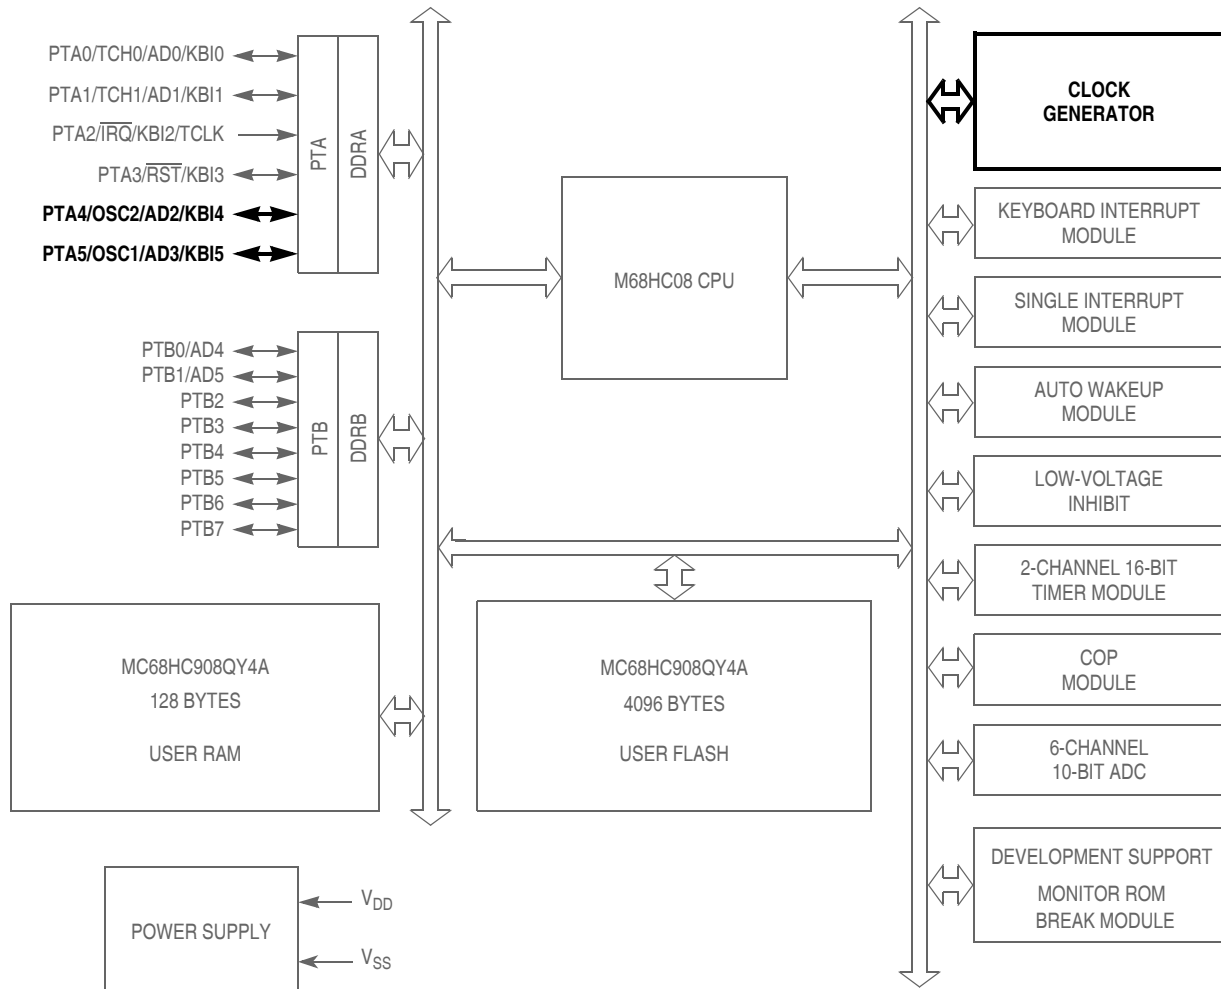 PTA0/TCH0/AD0/KBI0
PTA1/TCH1/AD1/KBI1
PTA2/IRQ/KBI2/TCLK
PTA3/RST/KBI3
PTA4/OSC2/AD2/KBI4
PTA5/OSC1/AD3/KBI5
PTA
DDRA
PTB0/AD4
PTB1/AD5
PTB2
PTB3
PTB4
PTB5
PTB6
PTB7
PTB
DDRB
M68HC08 CPU
MC68HC908QY4A
128 BYTES
USER RAM
MC68HC908QY4A
4096 BYTES
USER FLASH
POWER SUPPLY
VDD
VSS
CLOCK
GENERATOR
KEYBOARD INTERRUPT
MODULE
SINGLE INTERRUPT
MODULE
AUTO WAKEUP
MODULE
LOW-VOLTAGE
INHIBIT
2-CHANNEL 16-BIT
TIMER MODULE
COP
MODULE
6-CHANNEL
10-BIT ADC
DEVELOPMENT SUPPORT
MONITOR ROM
BREAK MODULE